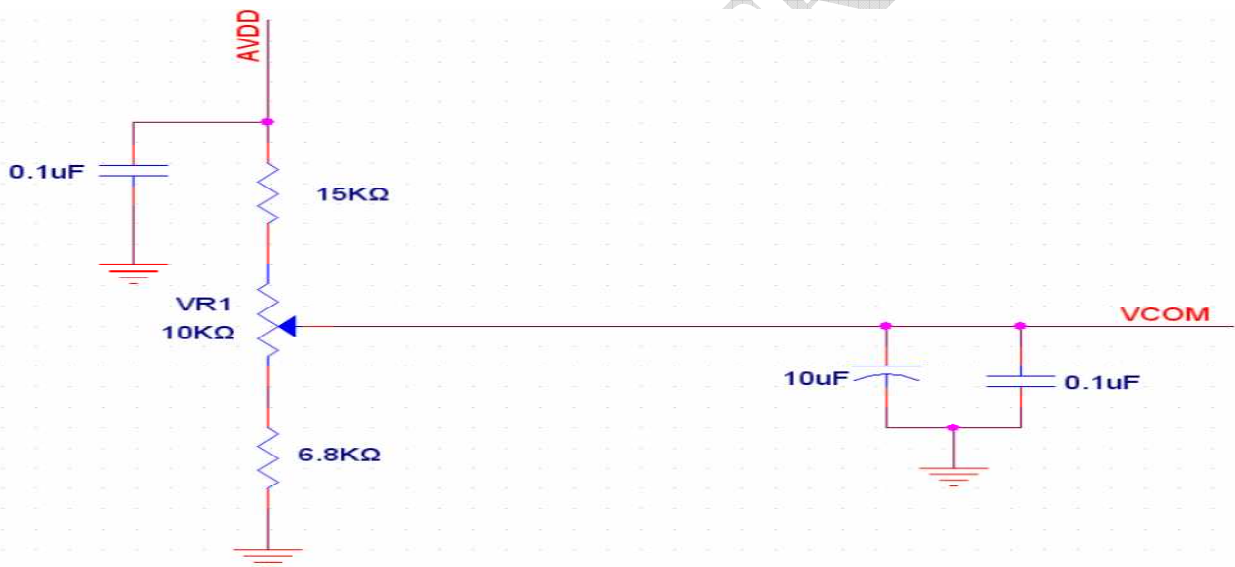 AVDD
0.1uF
15KΩ
VR1
10KΩ
VCOM
10uF
0.1uF
6.8KΩ